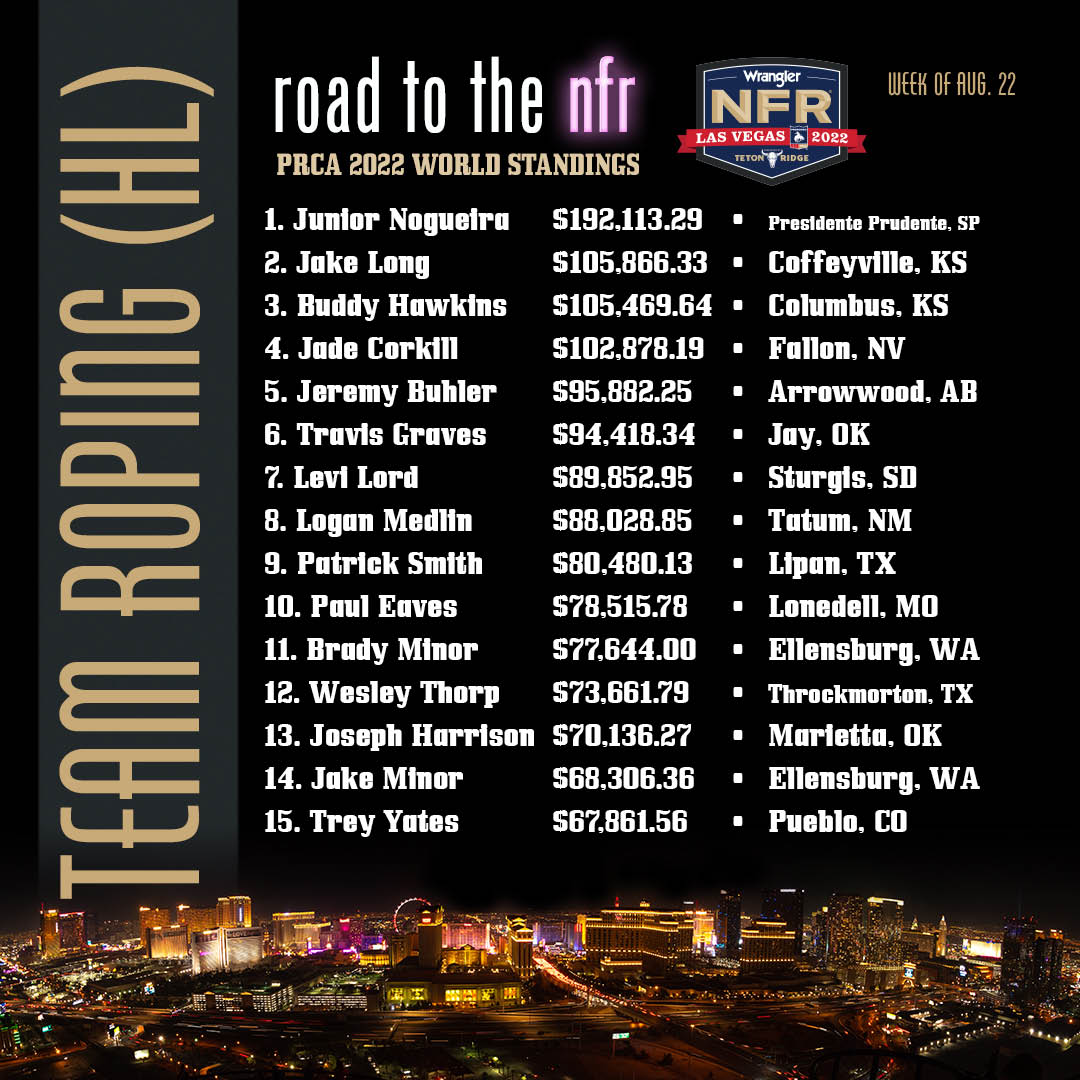 TEAM ROPING (HL)
road to the nfr
PRCA 2022 WORLD STANDINGS
Wrangler
NFR
LAS VEGAS 2022
TETON RIDGE
WEEK OF AUG. 22
1. Junior Nogueira $192,113.29 • Presidente Prudente, SP
2. Jake Long $105,866.33 • Coffeyville, KS
3. Buddy Hawkins $105,469.64 • Columbus, KS
4. Jade Corkill $102,878.19 • Fallon, NV
5. Jeremy Buhler $95,882.25 • Arrowwood, AB
6. Travis Graves $94,418.34 • Jay, OK
7. Levi Lord $89,852.95 • Sturgis, SD
8. Logan Medlin $88,028.85 • Tatum, NM
9. Patrick Smith $80,480.13 • Lipan, TX
10. Paul Eaves $78,515.78 • Lonedell, MO
11. Brady Minor $77,644.00 • Ellensburg, WA
12. Wesley Thorp $73,661.79 • Throckmorton, TX
13. Joseph Harrison $70,136.27 • Marietta, OK
14. Jake Minor $68,306.36 • Ellensburg, WA
15. Trey Yates $67,861.56 • Pueblo, CO